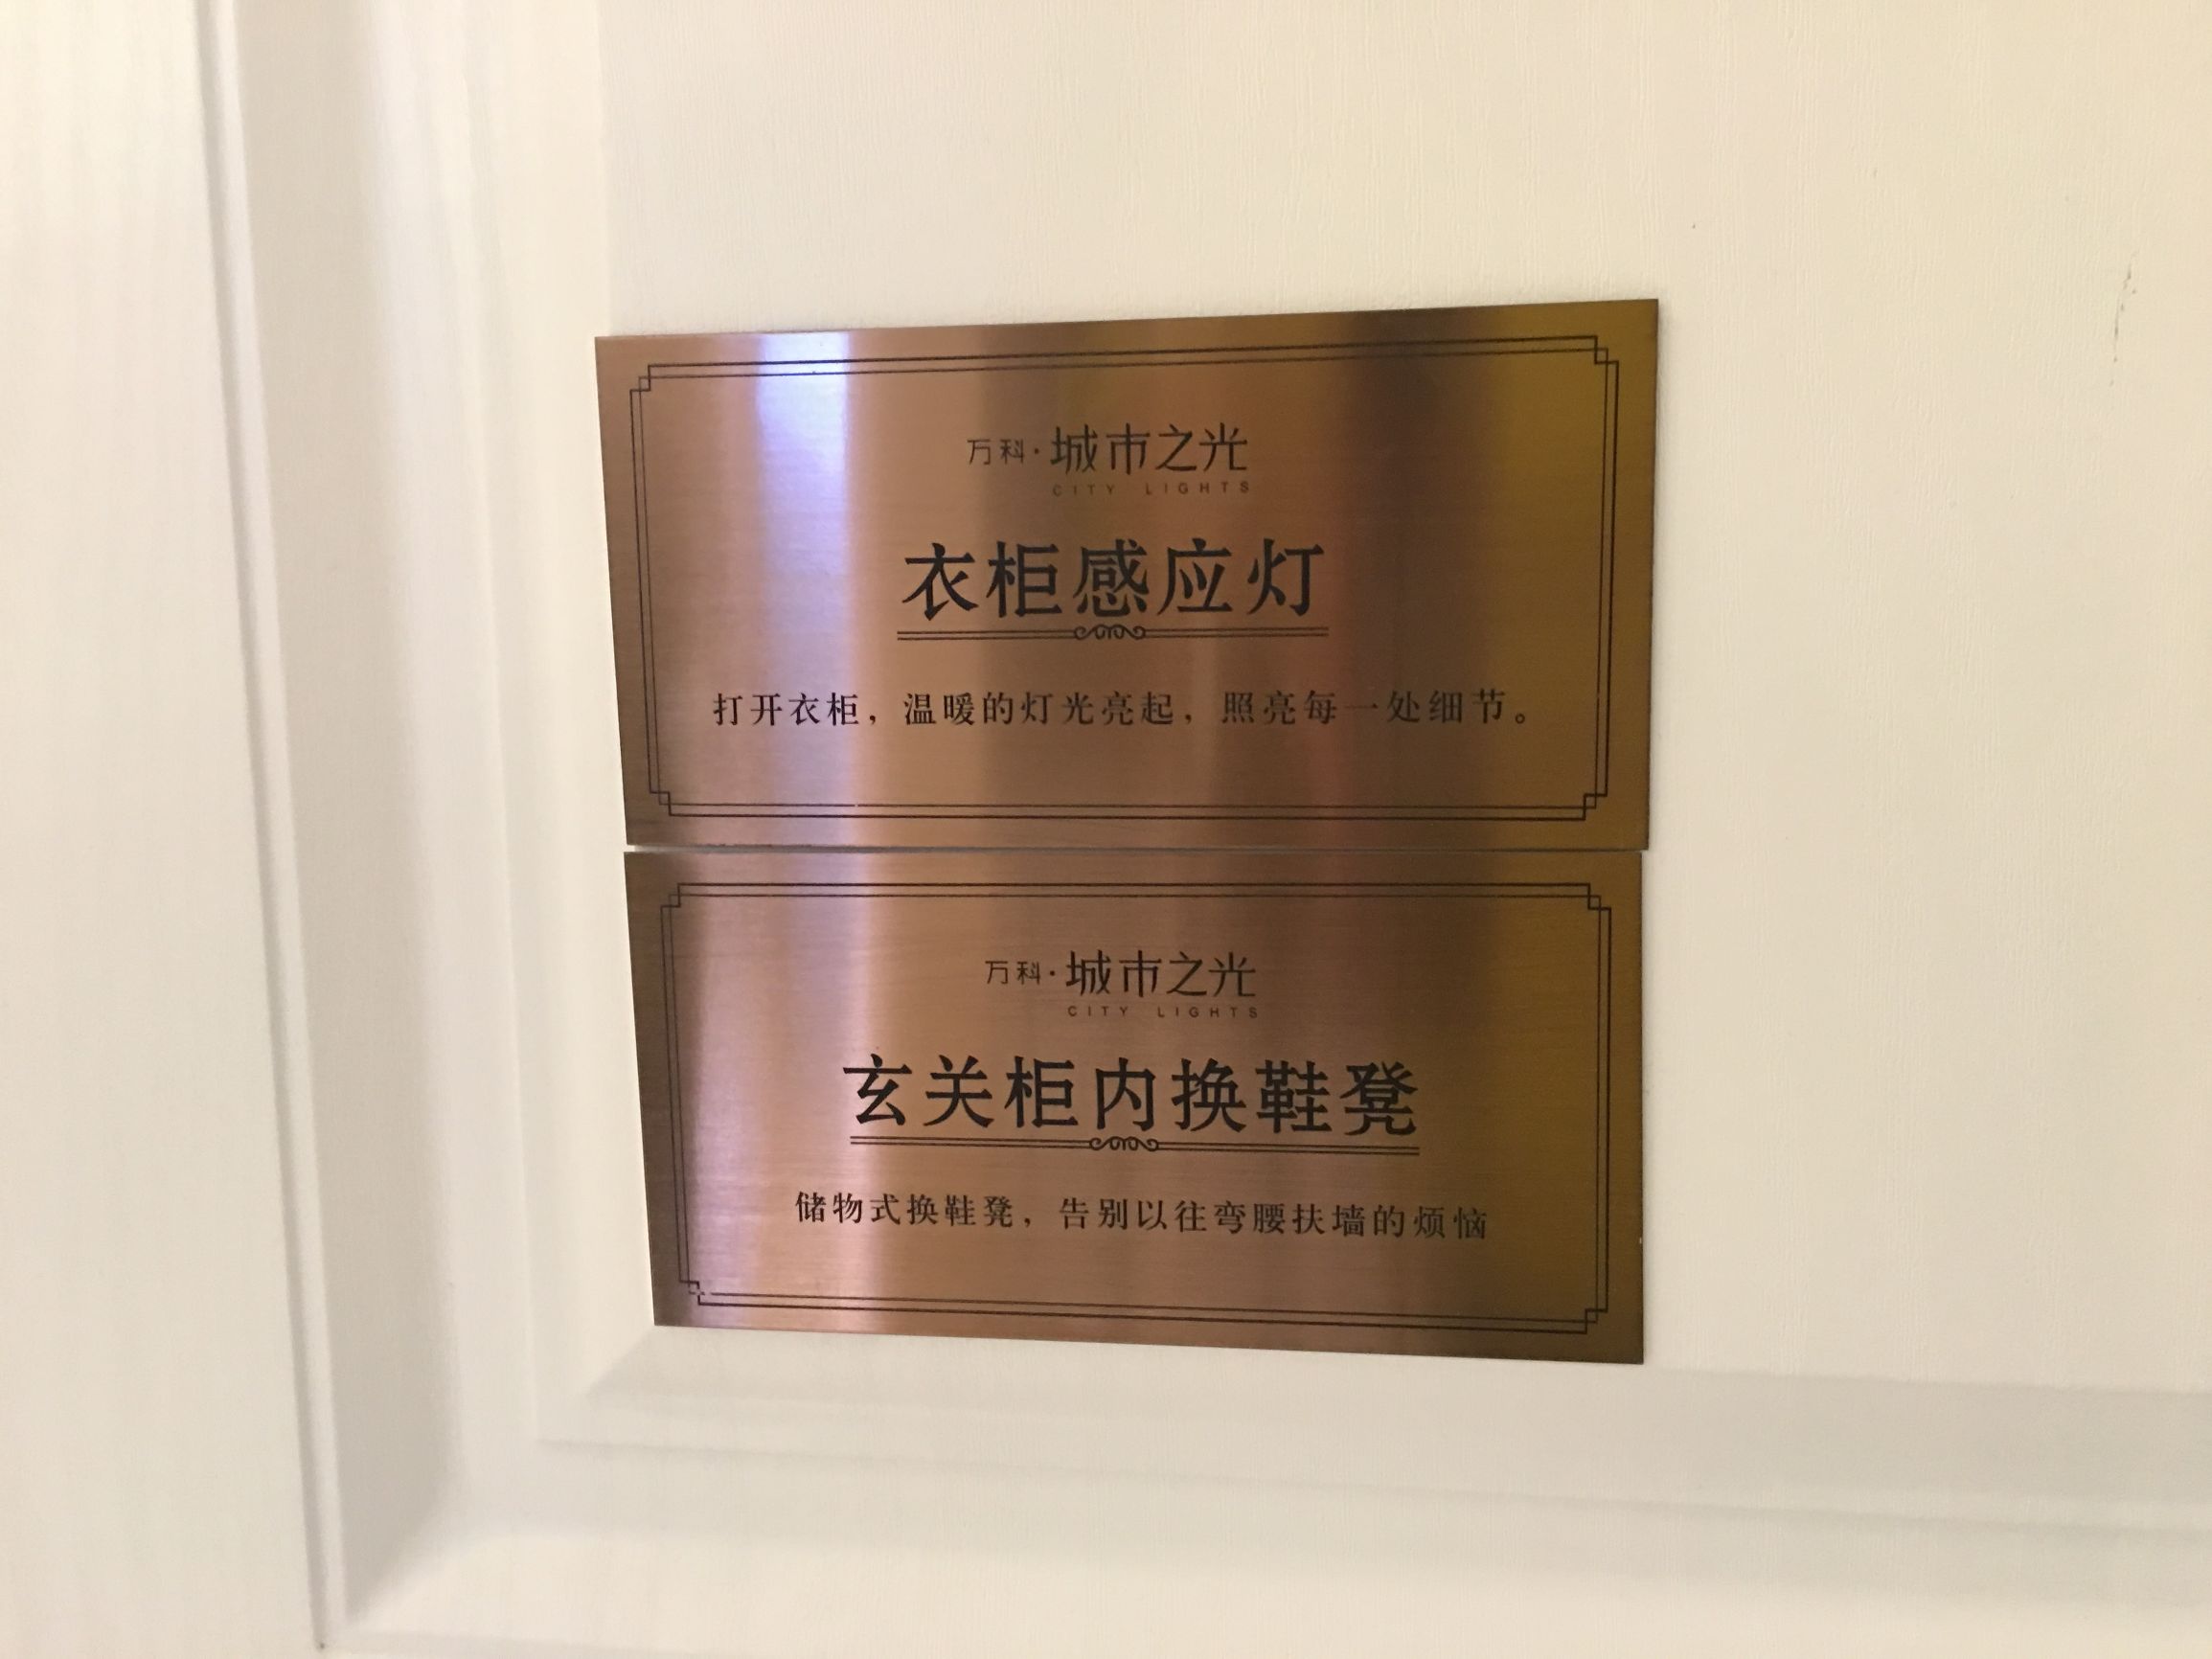 万科·城市之光
CITY LIGHTS
衣柜感应灯
打开衣柜，温暖的灯光亮起，照亮每一处细节。
万科·城市之光
CITY LIGHTS
玄关柜内换鞋凳
储物式换鞋凳，告别以往弯腰扶墙的烦恼